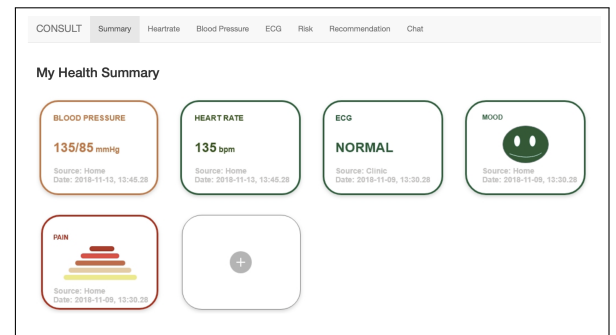 CONSULT Summary Heartrate Blood Pressure ECG Risk Recommendation Chat
My Health Summary
BLOOD PRESSURE
135/85 mmHg
Source: Home
Date: 2018-11-13, 13:45.28
HEART RATE
135 bpm
Source: Home
Date: 2018-11-13, 13:45.28
ECG
NORMAL
Source: Clinic
Date: 2018-11-09, 13:30.28
MOOD
Source: Home
Date: 2018-11-09, 13:30.28
PAIN
Source: Home
Date: 2018-11-09, 13:30.28
+